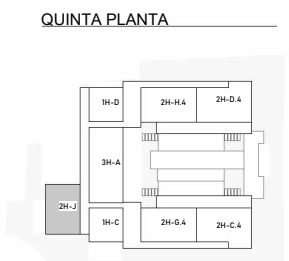 QUINTA PLANTA
1H-D
2H-H.4
2H-D.4
3H-A
2H-J
1H-C
2H-G.4
2H-C.4